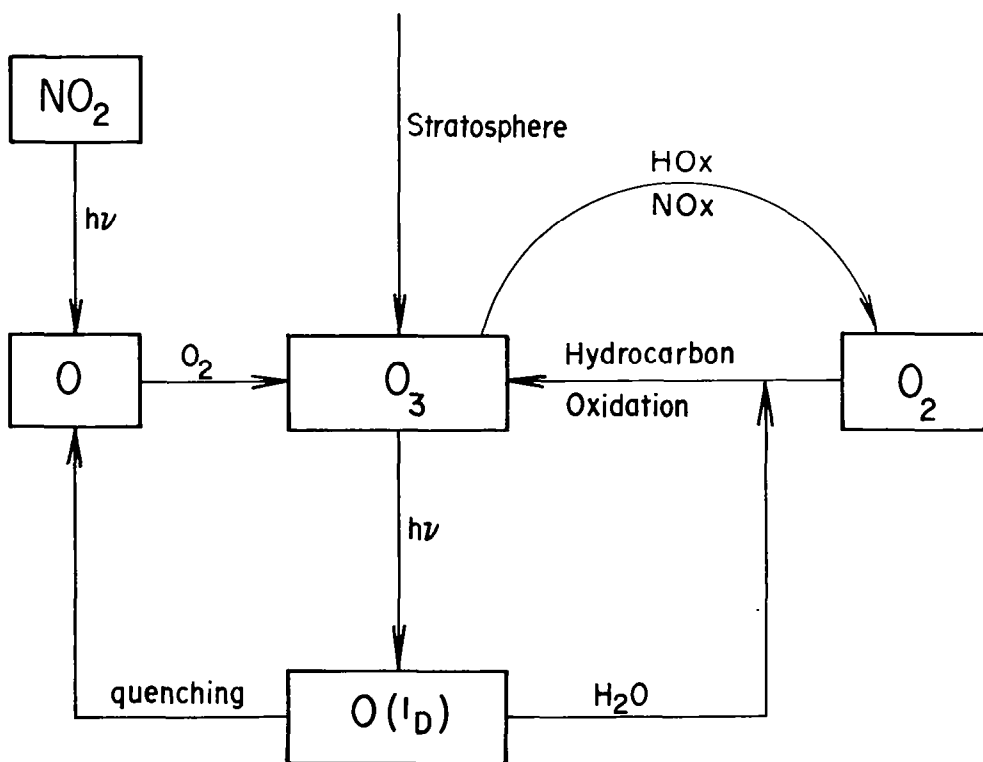 NO₂
Stratosphere
HOx
NOx
hν
O
O₂
O₃
Hydrocarbon
Oxidation
O₂
hν
quenching
O(¹D)
H₂O